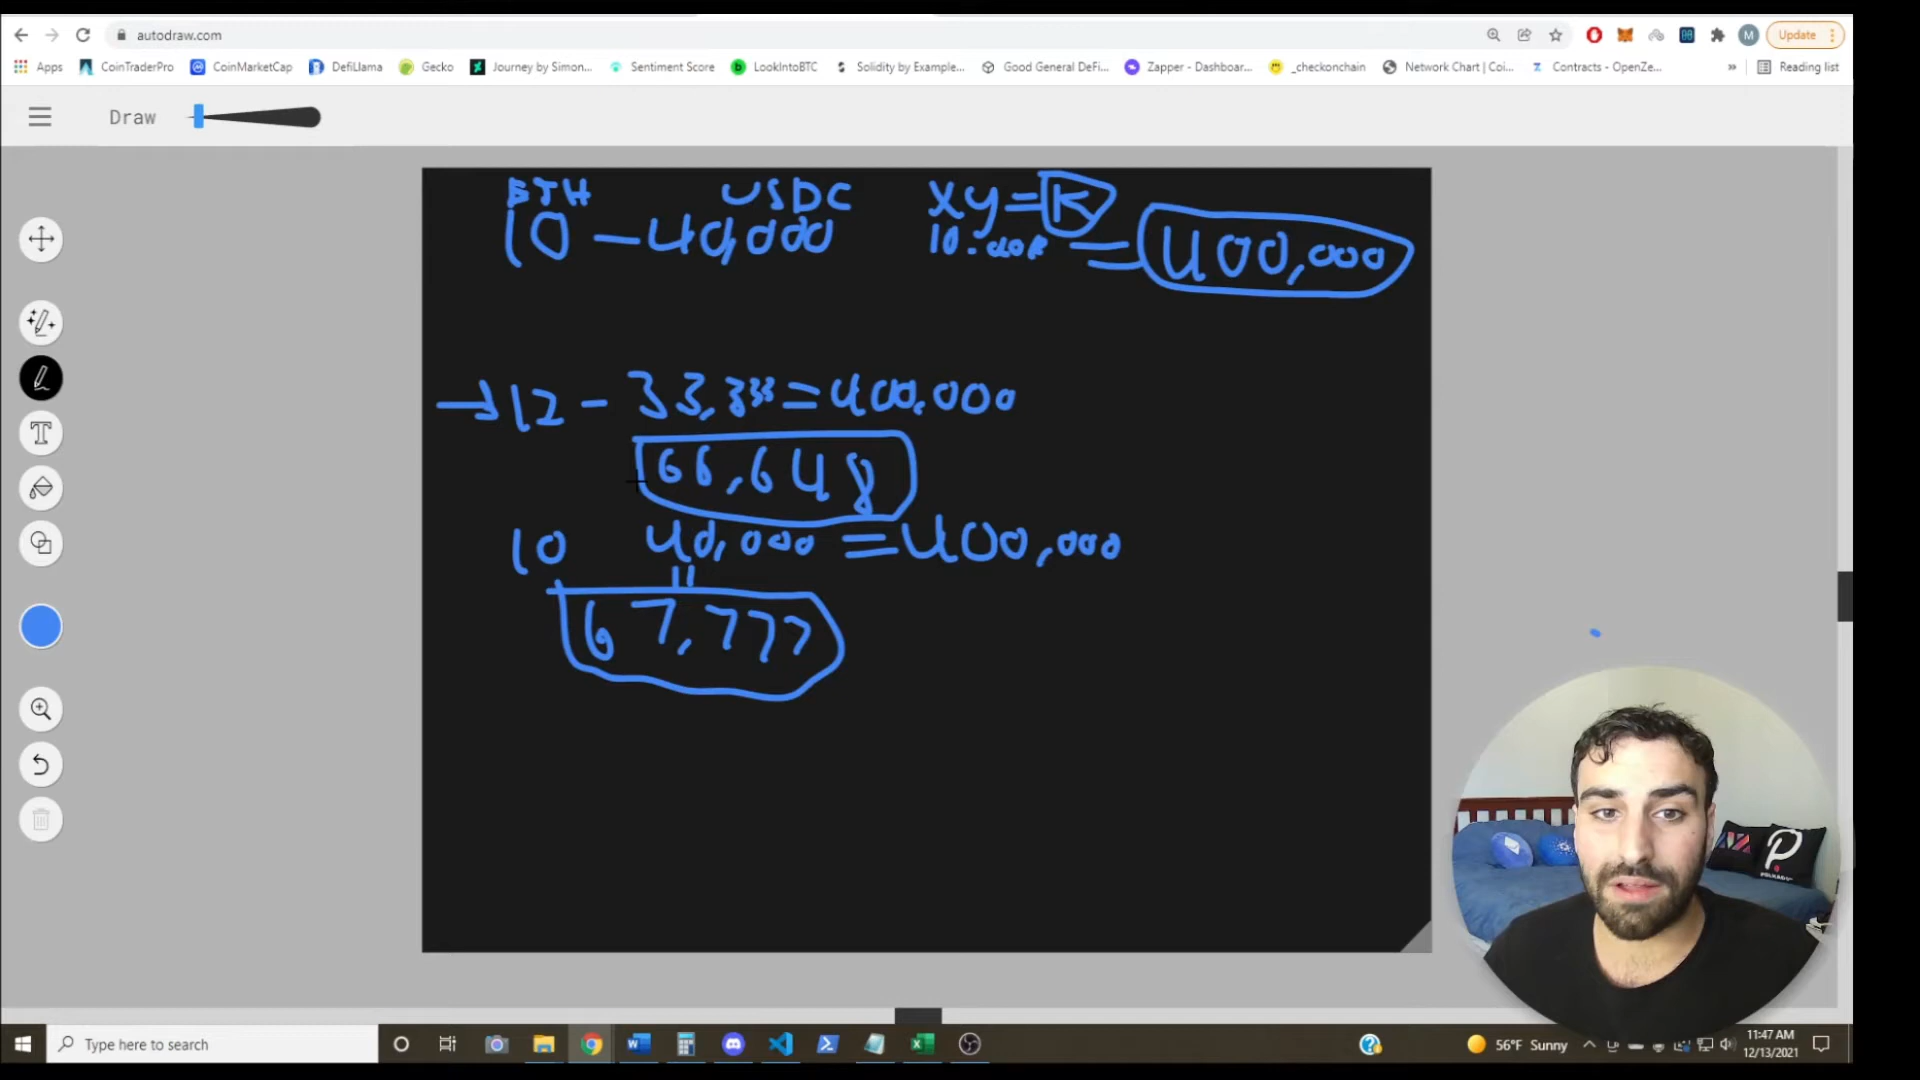 autodraw.com
M
Update
Apps
CoinTraderPro
CoinMarketCap
DefiLlama
Gecko
Journey by Simon...
Sentiment Score
LookIntoBTC
Solidity by Example...
Good General DeFi...
Zapper - Dashboar...
_checkonchain
Network Chart | Coi...
Contracts - OpenZe...
»
Reading list
Draw
ETH USDC xy=K
10 — 40,000 10.40K = 400,000
→ 12 - 33,333 = 400,000
66,648
10 40,000 = 400,000
67,777
Type here to search
56°F Sunny
11:47 AM
12/13/2021